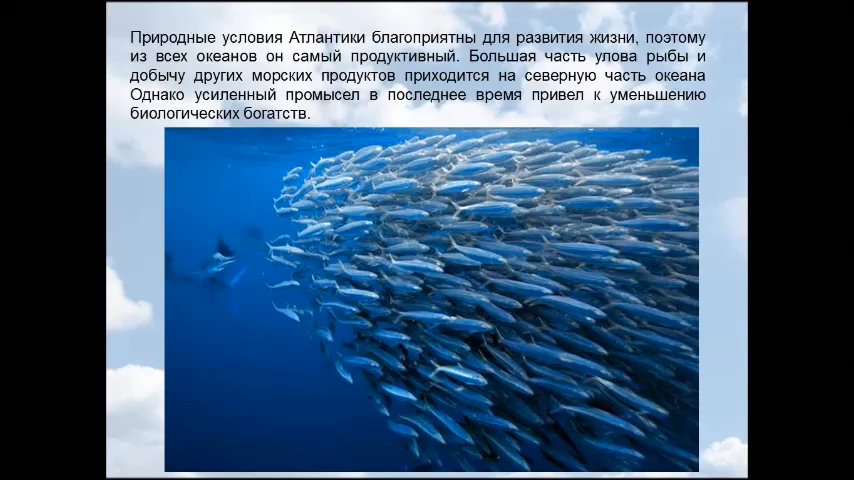 Природные условия Атлантики благоприятны для развития жизни, поэтому
из всех океанов он самый продуктивный. Большая часть улова рыбы и
добычу других морских продуктов приходится на северную часть океана
Однако усиленный промысел в последнее время привел к уменьшению
биологических богатств.